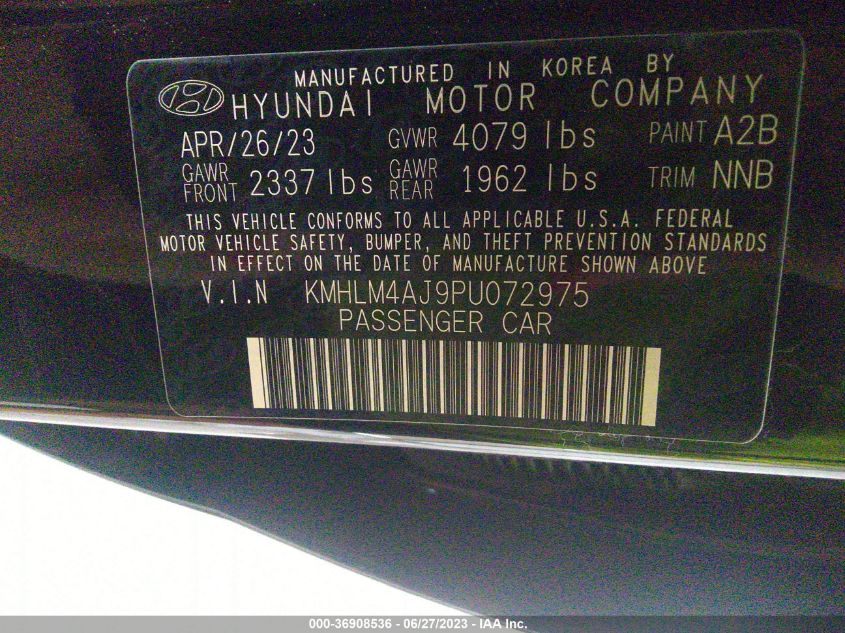 MANUFACTURED IN KOREA BY
HYUNDAI MOTOR COMPANY
APR/26/23 GVWR 4079 lbs PAINT A2B
GAWR FRONT 2337 lbs GAWR REAR 1962 lbs TRIM NNB
THIS VEHICLE CONFORMS TO ALL APPLICABLE U.S.A. FEDERAL
MOTOR VEHICLE SAFETY, BUMPER, AND THEFT PREVENTION STANDARDS
IN EFFECT ON THE DATE OF MANUFACTURE SHOWN ABOVE
V.I.N KMHLM4AJ9PU072975
PASSENGER CAR
000-36908536 - 06/27/2023 - IAA Inc.